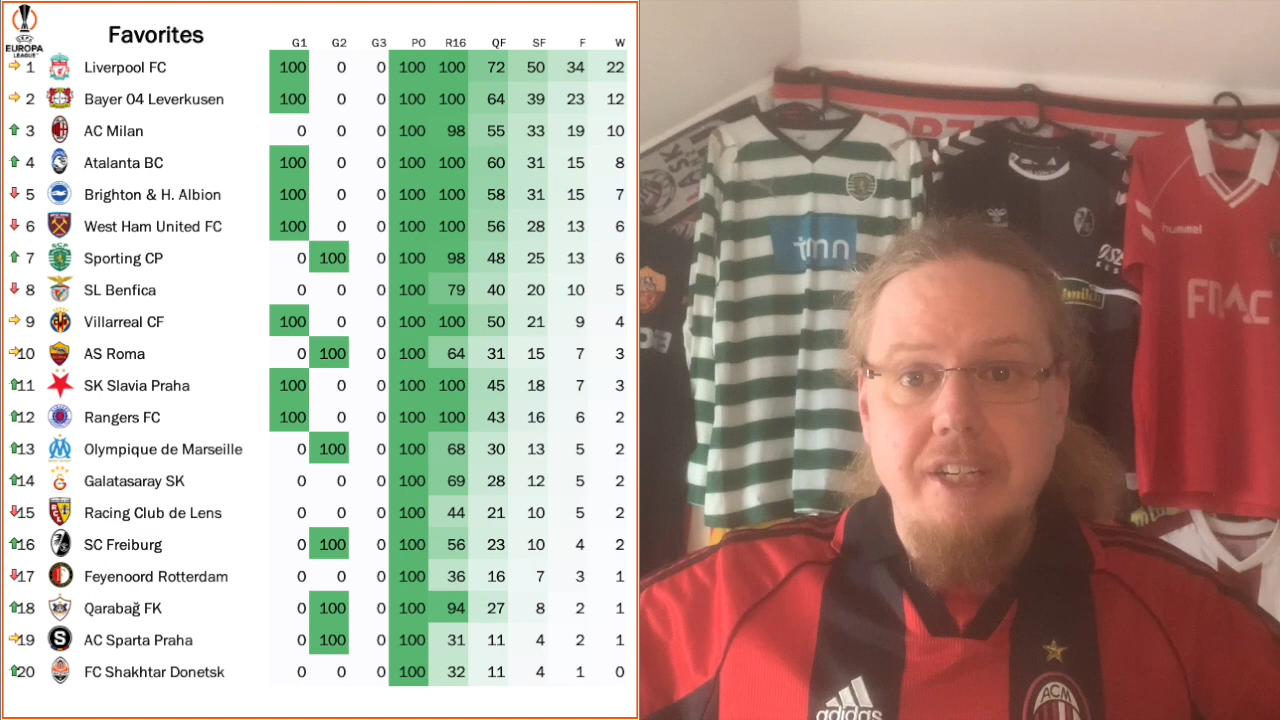 EUROPA
LEAGUE
Favorites
G1 G2 G3 PO R16 QF SF F W
1 Liverpool FC 100 0 0 100 100 72 50 34 22
2 Bayer 04 Leverkusen 100 0 0 100 100 64 39 23 12
3 AC Milan 0 0 0 100 98 55 33 19 10
4 Atalanta BC 100 0 0 100 100 60 31 15 8
5 Brighton & H. Albion 100 0 0 100 100 58 31 15 7
6 West Ham United FC 100 0 0 100 100 56 28 13 6
7 Sporting CP 0 100 0 100 98 48 25 13 6
8 SL Benfica 0 0 0 100 79 40 20 10 5
9 Villarreal CF 100 0 0 100 100 50 21 9 4
10 AS Roma 0 100 0 100 64 31 15 7 3
11 SK Slavia Praha 100 0 0 100 100 45 18 7 3
12 Rangers FC 100 0 0 100 100 43 16 6 2
13 Olympique de Marseille 0 100 0 100 68 30 13 5 2
14 Galatasaray SK 0 0 0 100 69 28 12 5 2
15 Racing Club de Lens 0 0 0 100 44 21 10 5 2
16 SC Freiburg 0 100 0 100 56 23 10 4 2
17 Feyenoord Rotterdam 0 0 0 100 36 16 7 3 1
18 Qarabağ FK 0 100 0 100 94 27 8 2 1
19 AC Sparta Praha 0 100 0 100 31 11 4 2 1
20 FC Shakhtar Donetsk 0 0 0 100 32 11 4 1 0
tmn
hummel
adidas
ACM